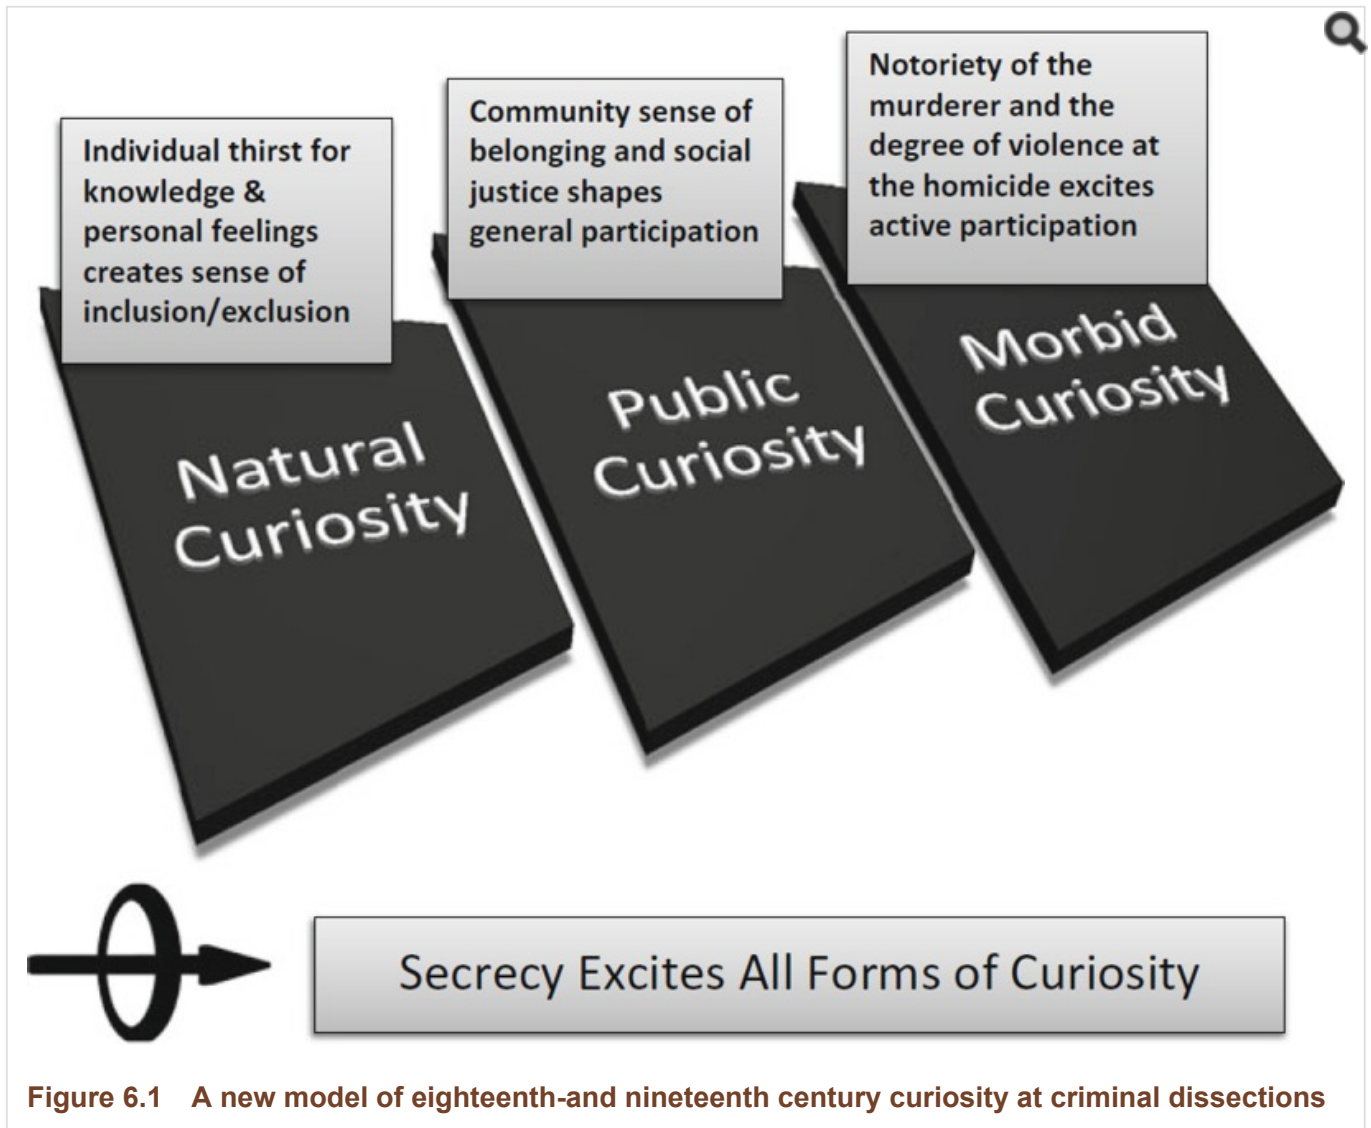 Individual thirst for
knowledge &
personal feelings
creates sense of
inclusion/exclusion
Natural
Curiosity
Community sense of
belonging and social
justice shapes
general participation
Public
Curiosity
Notoriety of the
murderer and the
degree of violence at
the homicide excites
active participation
Morbid
Curiosity
Secrecy Excites All Forms of Curiosity
Figure 6.1 A new model of eighteenth-and nineteenth century curiosity at criminal dissections